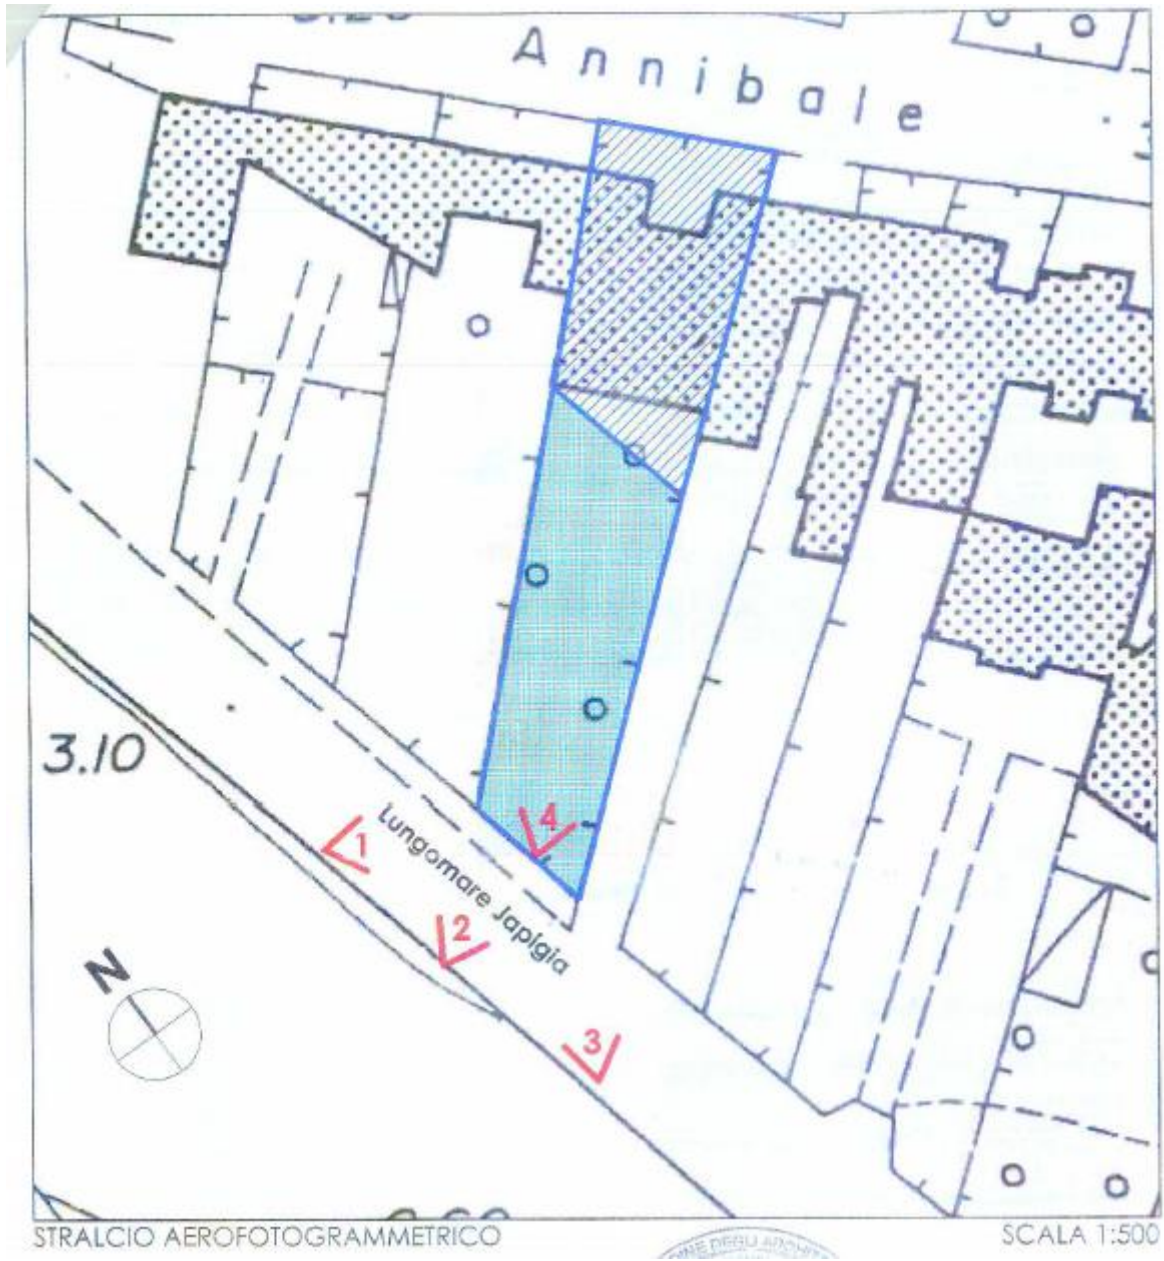 Annibale
3.10
4
1
Lungomare Japigia
2
N
3
STRALCIO AEROFOTOGRAMMETRICO
SCALA 1:500